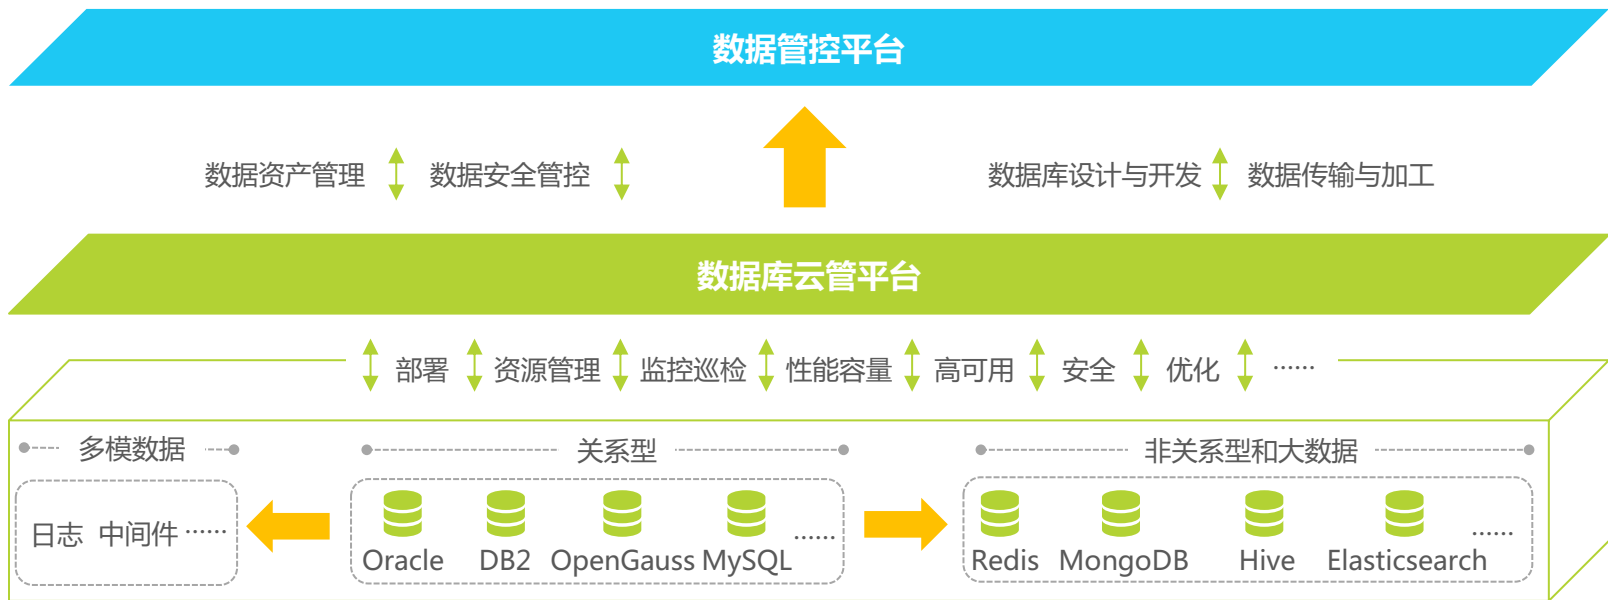 数据管控平台
数据资产管理 数据安全管控 数据库设计与开发 数据传输与加工
数据库云管平台
部署 资源管理 监控巡检 性能容量 高可用 安全 优化 ······
多模数据 关系型 非关系型和大数据
日志 中间件 ······
Oracle DB2 OpenGauss MySQL ······
Redis MongoDB Hive Elasticsearch ······